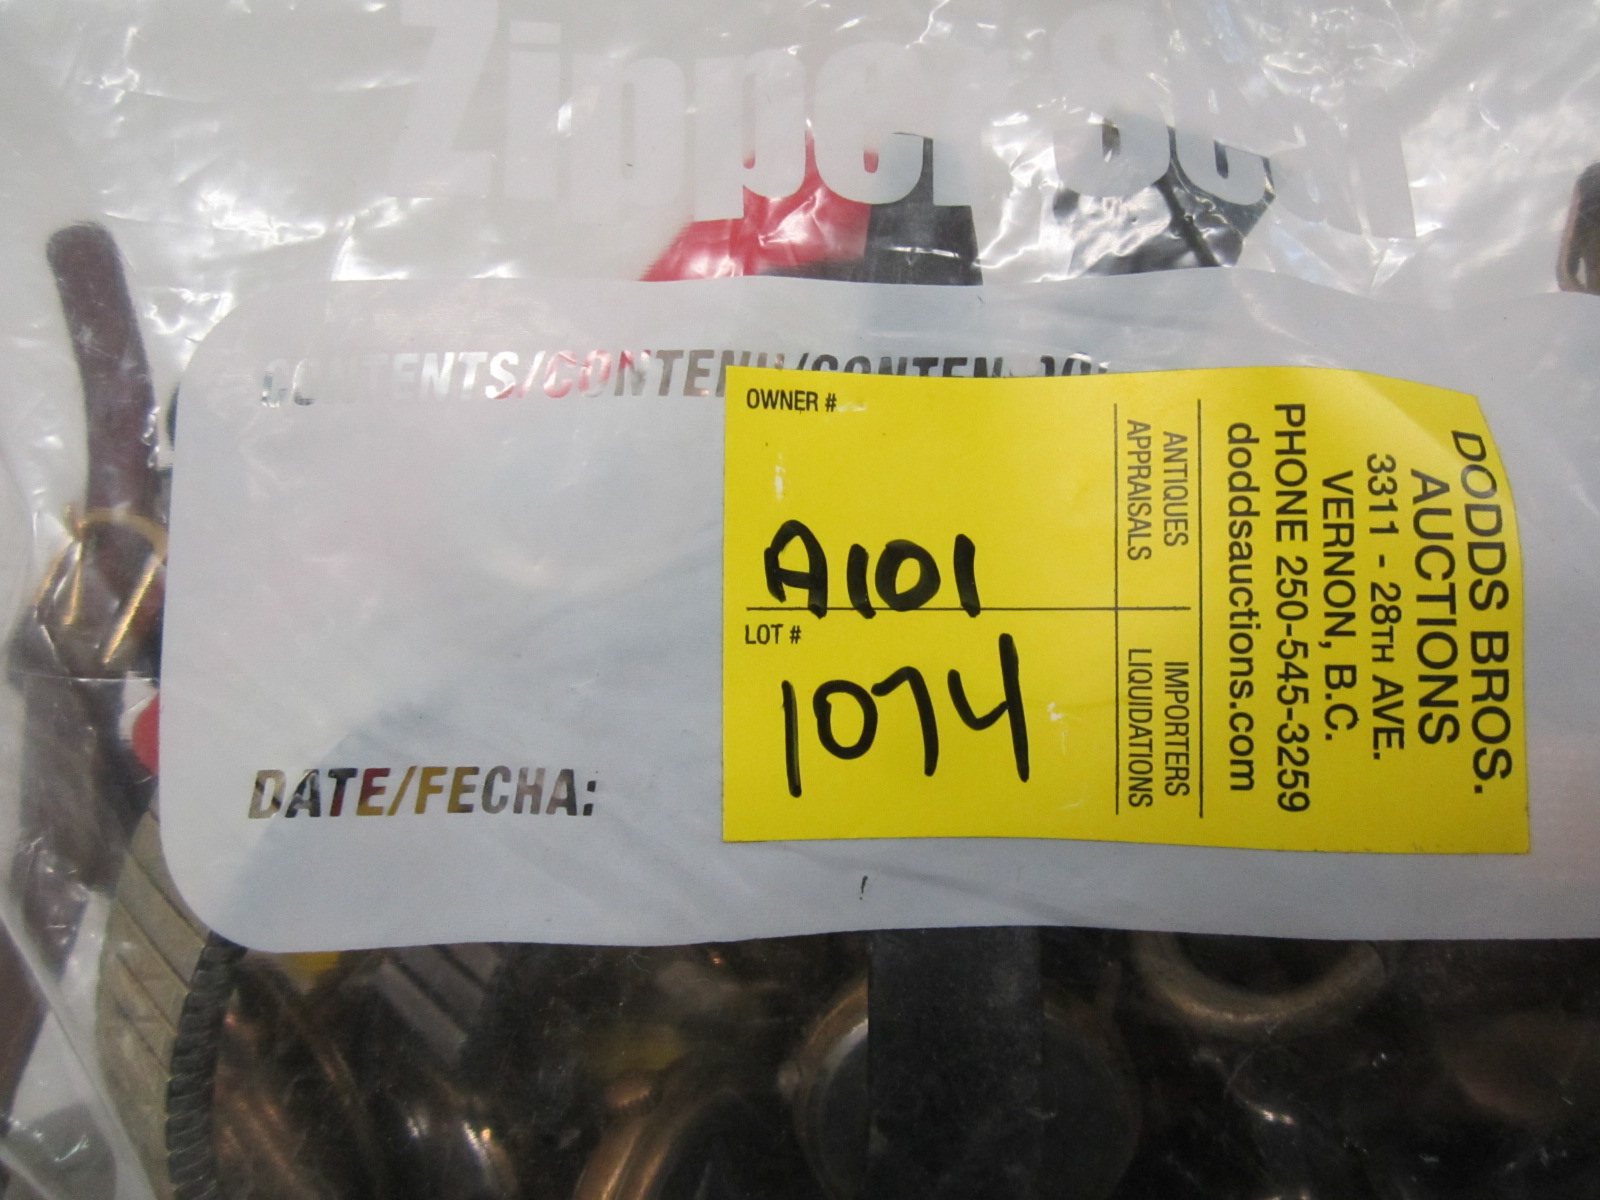 Zipper Seal
CONTENTS/CONTENU/CONTEN
OWNER #
A101
LOT #
1074
ANTIQUES
APPRAISALS
IMPORTERS
LIQUIDATIONS
DODDS BROS.
AUCTIONS
3311 - 28TH AVE.
VERNON, B.C.
PHONE 250-545-3259
doddsauctions.com
DATE/FECHA: